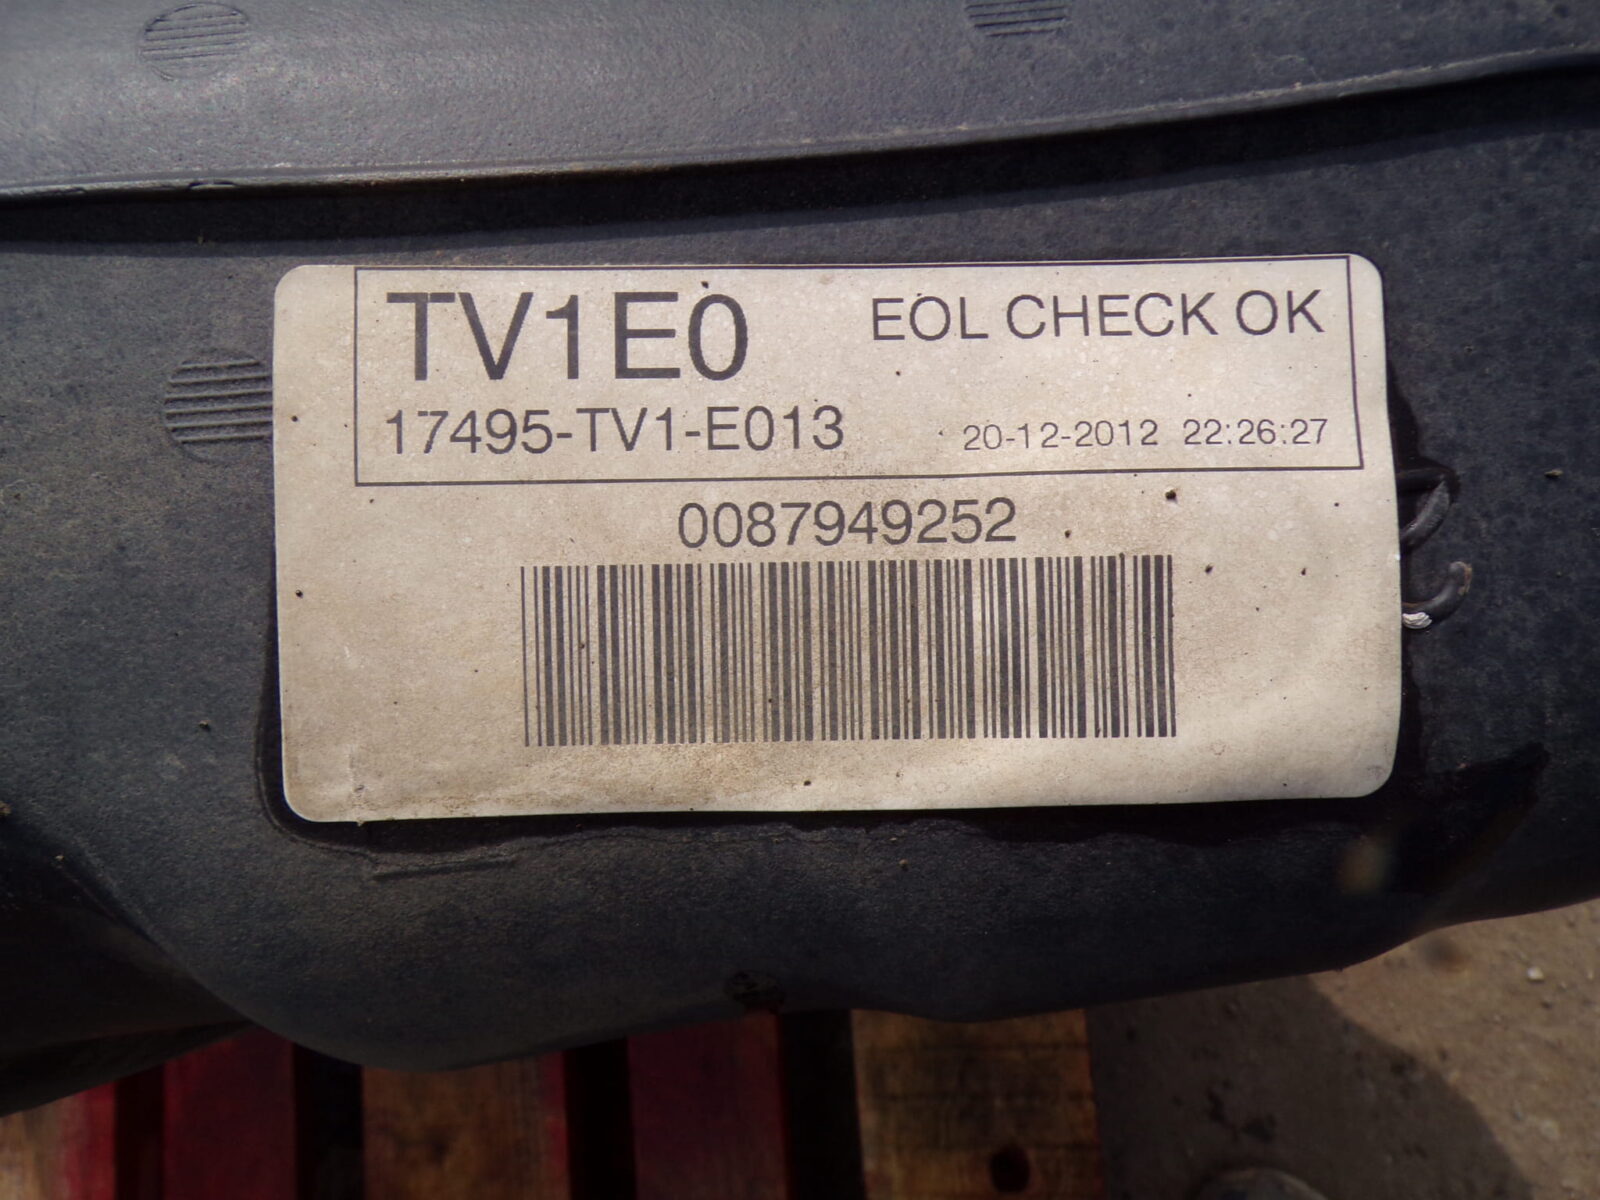 TV1E0 EOL CHECK OK
17495-TV1-E013 20-12-2012 22:26:27
0087949252